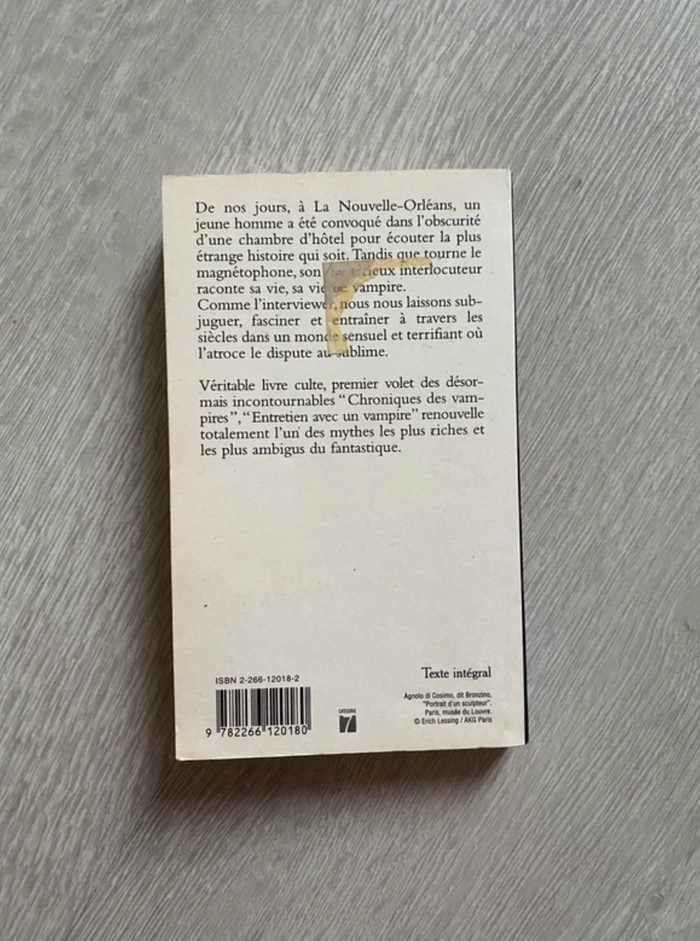 De nos jours, à La Nouvelle-Orléans, un
jeune homme a été convoqué dans l'obscurité
d'une chambre d'hôtel pour écouter la plus
étrange histoire qui soit. Tandis que tourne le
magnétophone, son interlocuteur
raconte sa vie, sa vie de vampire.
Comme l'interviewer, nous nous laissons sub-
juguer, fasciner et entraîner à travers les
siècles dans un monde sensuel et terrifiant où
l'atroce le dispute au sublime.
Véritable livre culte, premier volet des désor-
mais incontournables "Chroniques des vam-
pires", "Entretien avec un vampire" renouvelle
totalement l'un des mythes les plus riches et
les plus ambigus du fantastique.
Texte intégral
ISBN 2-266-12018-2
9 782266 120180
CATÉGORIE
7
Agnolo di Cosimo, dit Bronzino,
"Portrait d'un sculpteur".
Paris, musée du Louvre.
© Erich Lessing / AKG Paris